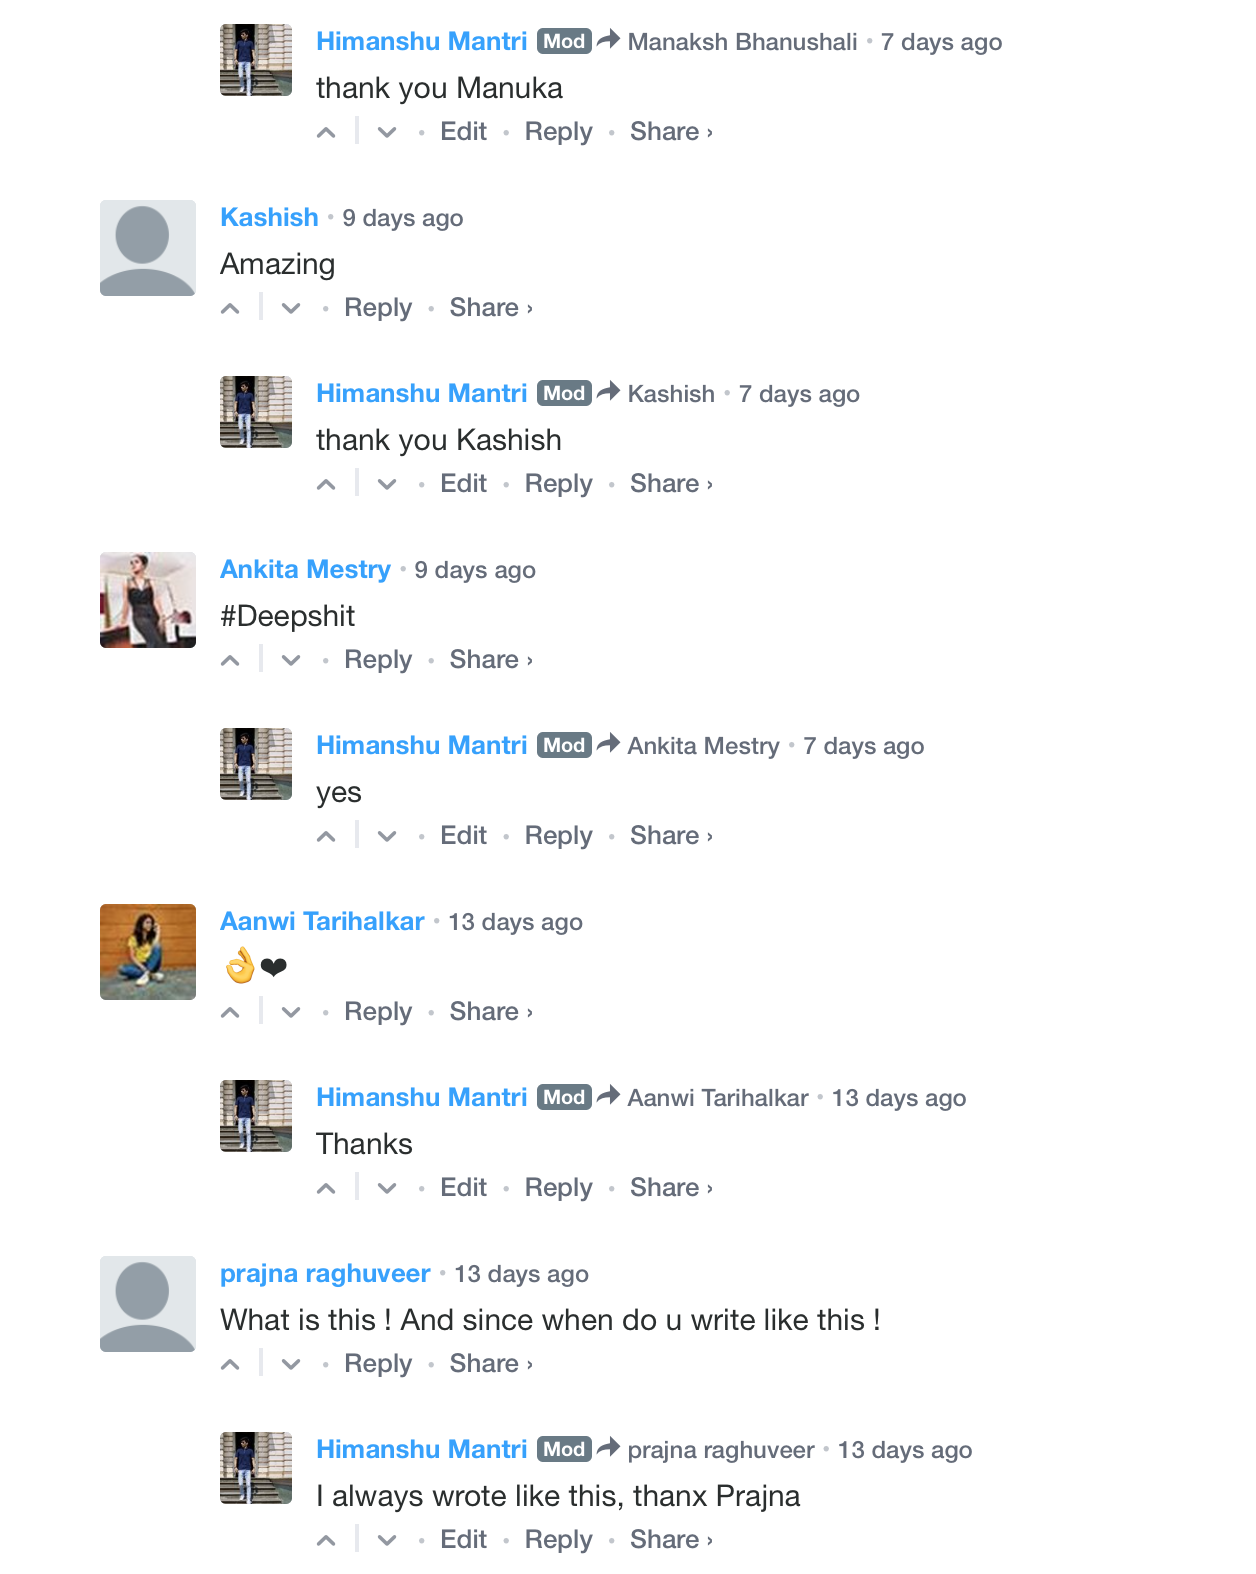 Himanshu Mantri Mod Manaksh Bhanushali • 7 days ago
thank you Manuka
• Edit • Reply • Share ›
Kashish • 9 days ago
Amazing
• Reply • Share ›
Himanshu Mantri Mod Kashish • 7 days ago
thank you Kashish
• Edit • Reply • Share ›
Ankita Mestry • 9 days ago
#Deepshit
• Reply • Share ›
Himanshu Mantri Mod Ankita Mestry • 7 days ago
yes
• Edit • Reply • Share ›
Aanwi Tarihalkar • 13 days ago
👌❤
• Reply • Share ›
Himanshu Mantri Mod Aanwi Tarihalkar • 13 days ago
Thanks
• Edit • Reply • Share ›
prajna raghuveer • 13 days ago
What is this ! And since when do u write like this !
• Reply • Share ›
Himanshu Mantri Mod prajna raghuveer • 13 days ago
I always wrote like this, thanx Prajna
• Edit • Reply • Share ›